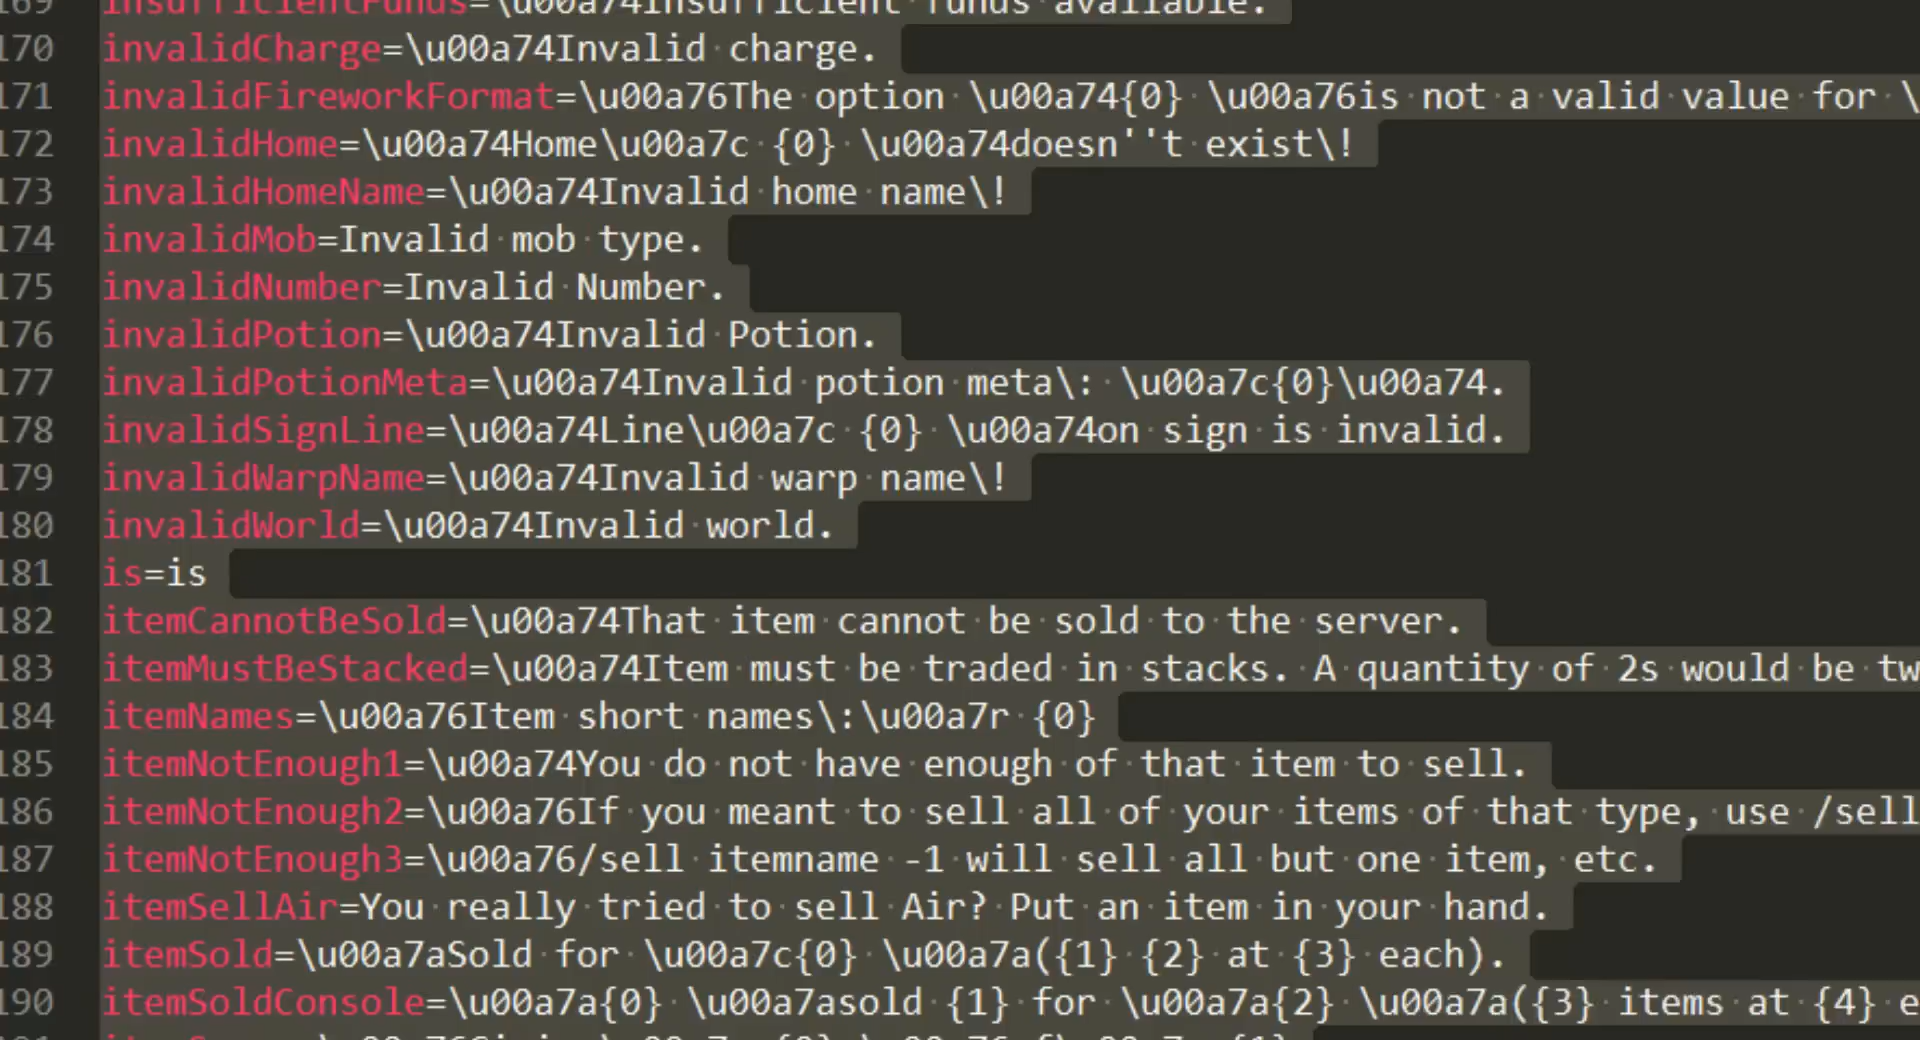 169 insufficientFunds=\u00a74Insufficient funds available.
170 invalidCharge=\u00a74Invalid charge.
171 invalidFireworkFormat=\u00a76The option \u00a74{0} \u00a76is not a valid value for \
172 invalidHome=\u00a74Home\u00a7c {0} \u00a74doesn''t exist\!
173 invalidHomeName=\u00a74Invalid home name\!
174 invalidMob=Invalid mob type.
175 invalidNumber=Invalid Number.
176 invalidPotion=\u00a74Invalid Potion.
177 invalidPotionMeta=\u00a74Invalid potion meta\: \u00a7c{0}\u00a74.
178 invalidSignLine=\u00a74Line\u00a7c {0} \u00a74on sign is invalid.
179 invalidWarpName=\u00a74Invalid warp name\!
180 invalidWorld=\u00a74Invalid world.
181 is=is
182 itemCannotBeSold=\u00a74That item cannot be sold to the server.
183 itemMustBeStacked=\u00a74Item must be traded in stacks. A quantity of 2s would be tw
184 itemNames=\u00a76Item short names\:\u00a7r {0}
185 itemNotEnough1=\u00a74You do not have enough of that item to sell.
186 itemNotEnough2=\u00a76If you meant to sell all of your items of that type, use /sell
187 itemNotEnough3=\u00a76/sell itemname -1 will sell all but one item, etc.
188 itemSellAir=You really tried to sell Air? Put an item in your hand.
189 itemSold=\u00a7aSold for \u00a7c{0} \u00a7a({1} {2} at {3} each).
190 itemSoldConsole=\u00a7a{0} \u00a7asold {1} for \u00a7a{2} \u00a7a({3} items at {4} e